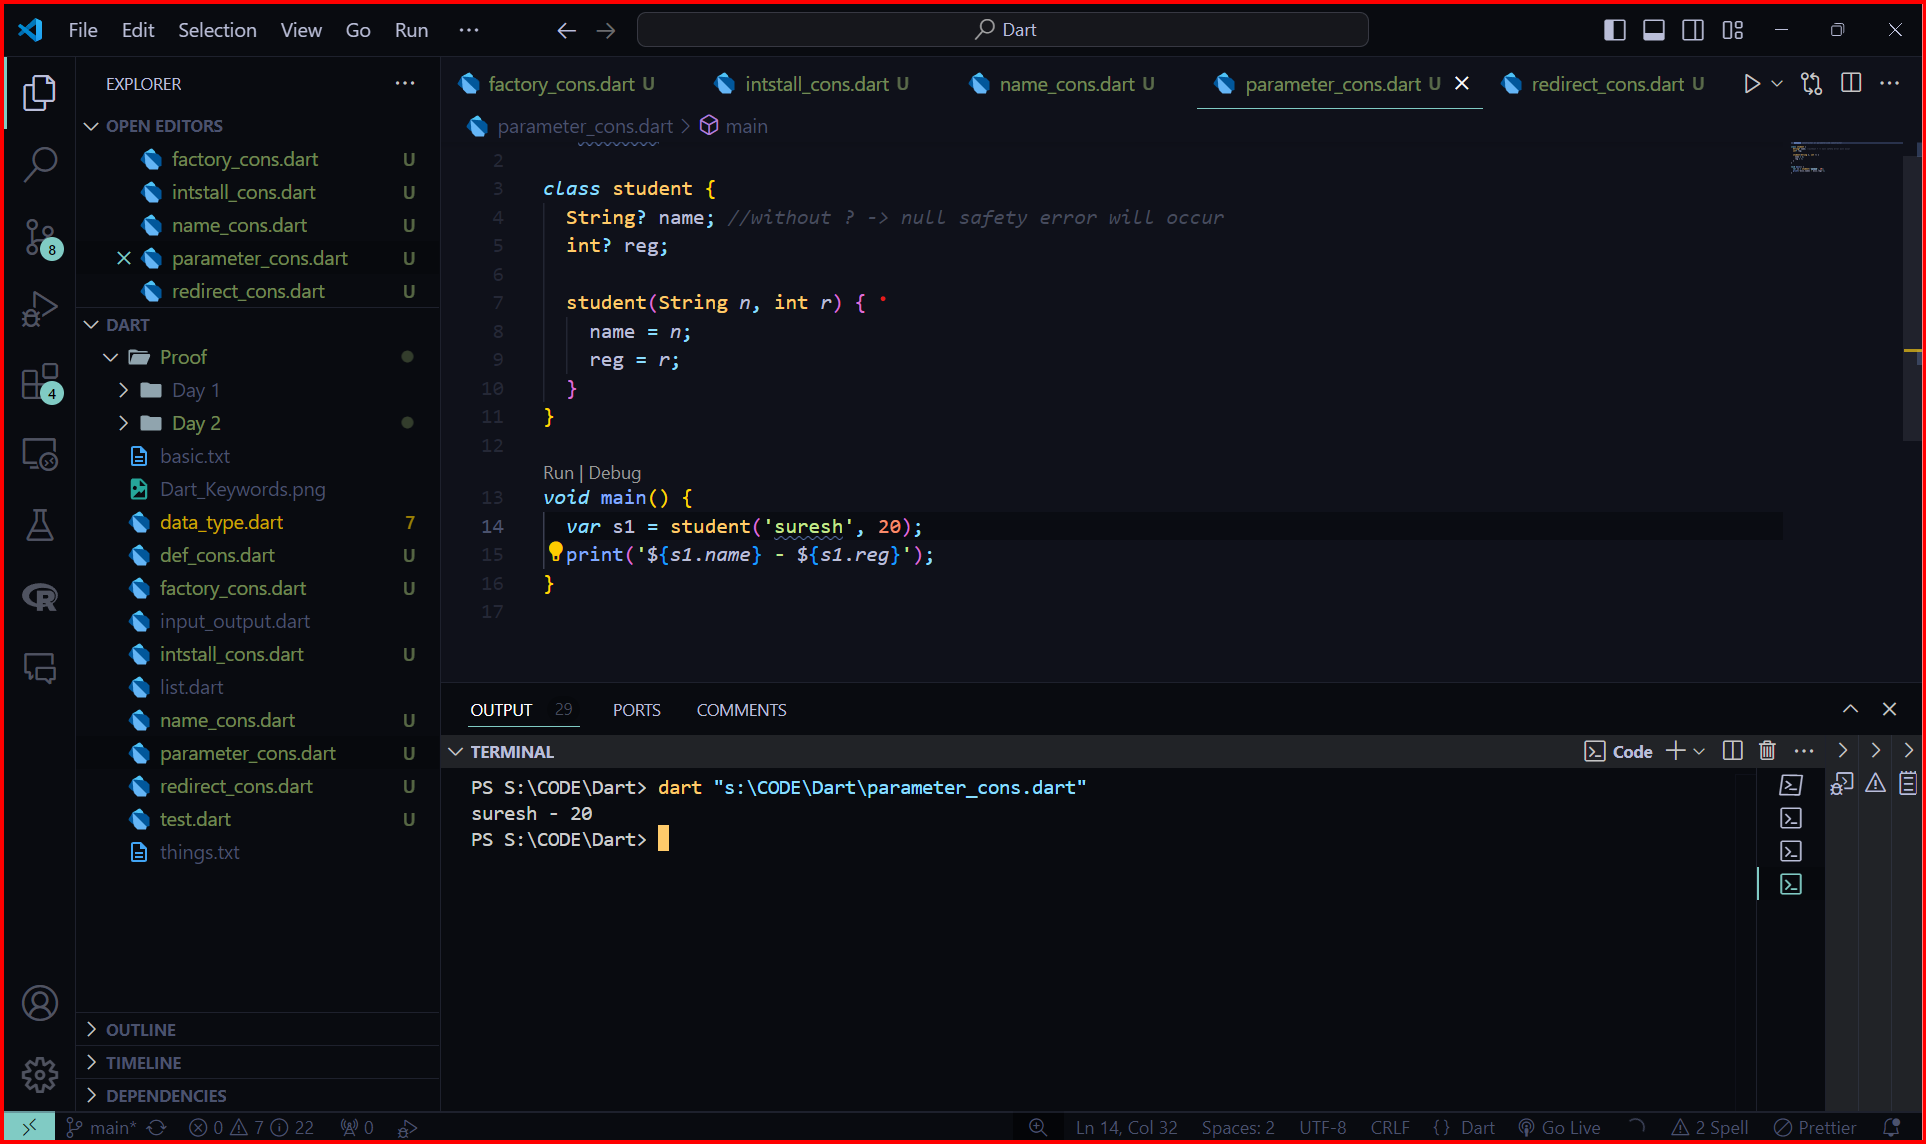 File Edit Selection View Go Run ··· Dart
EXPLORER ···
OPEN EDITORS
factory_cons.dart U
intstall_cons.dart U
name_cons.dart U
parameter_cons.dart U
redirect_cons.dart U
DART
Proof
Day 1
Day 2
basic.txt
Dart_Keywords.png
data_type.dart 7
def_cons.dart U
factory_cons.dart U
input_output.dart
intstall_cons.dart U
list.dart
name_cons.dart U
parameter_cons.dart U
redirect_cons.dart U
test.dart U
things.txt
OUTLINE
TIMELINE
DEPENDENCIES
8
4
factory_cons.dart U intstall_cons.dart U name_cons.dart U parameter_cons.dart U redirect_cons.dart U
parameter_cons.dart > main
2
3 class student {
4 String? name; //without ? -> null safety error will occur
5 int? reg;
6
7 student(String n, int r) {
8 name = n;
9 reg = r;
10 }
11 }
12
Run | Debug
13 void main() {
14 var s1 = student('suresh', 20);
15 print('${s1.name} - ${s1.reg}');
16 }
17
OUTPUT 29 PORTS COMMENTS
TERMINAL Code
PS S:\CODE\Dart> dart "s:\CODE\Dart\parameter_cons.dart"
suresh - 20
PS S:\CODE\Dart>
main* 0 7 22 0 Ln 14, Col 32 Spaces: 2 UTF-8 CRLF {} Dart Go Live 2 Spell Prettier